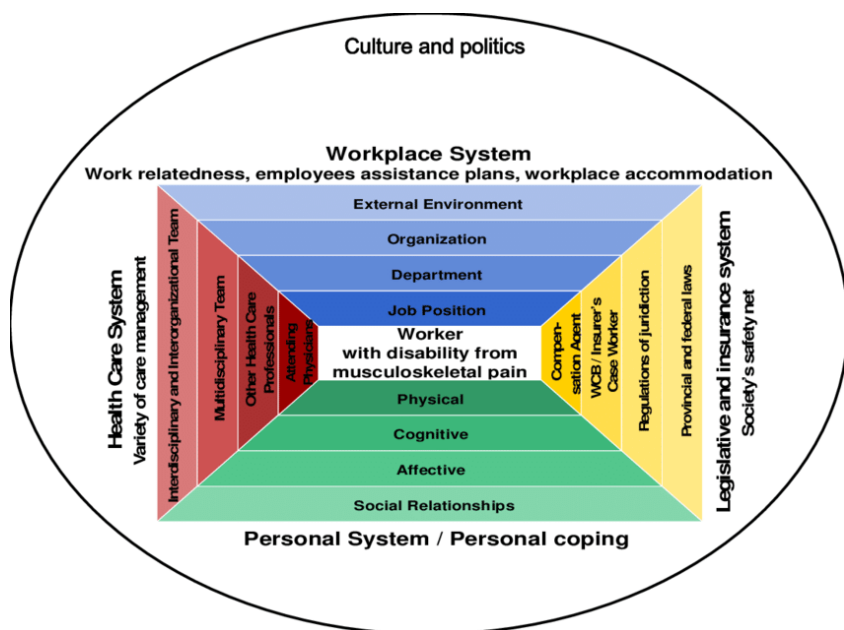 Culture and politics
Workplace System
Work relatedness, employees assistance plans, workplace accommodation
External Environment
Organization
Department
Job Position
Health Care System
Variety of care management
Interdisciplinary and Interorganizational Team
Multidisciplinary Team
Other Health Care
Professionals
Attending
Physicians
Worker
with disability from
musculoskeletal pain
Compen-
sation Agent
WCB / Insurer's
Case Worker
Regulations of juridiction
Provincial and federal laws
Legislative and insurance system
Society's safety net
Physical
Cognitive
Affective
Social Relationships
Personal System / Personal coping